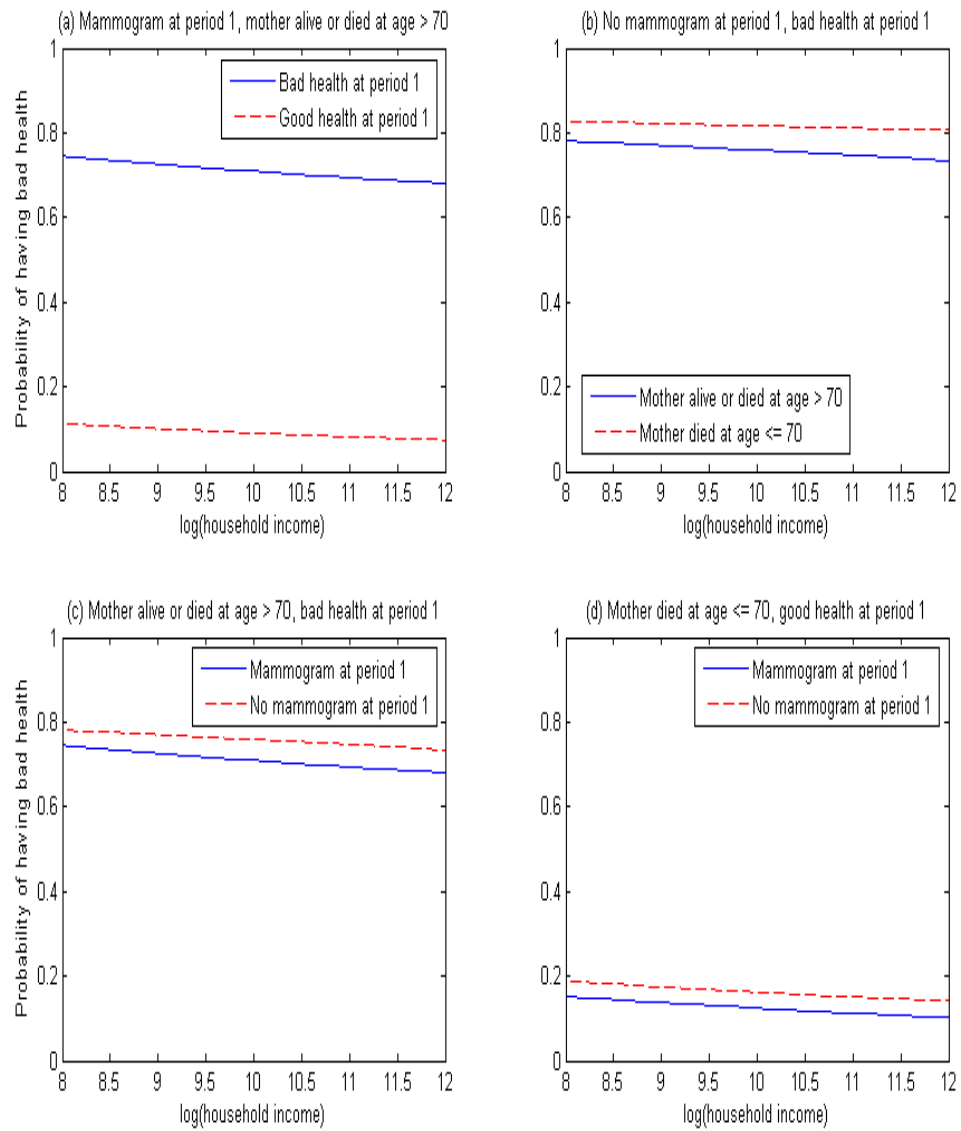 (a) Mammogram at period 1, mother alive or died at age > 70
Probability of having bad health
1
0.8
0.6
0.4
0.2
0
Bad health at period 1
Good health at period 1
8 8.5 9 9.5 10 10.5 11 11.5 12
log(household income)
(b) No mammogram at period 1, bad health at period 1
1
0.8
0.6
0.4
0.2
0
Mother alive or died at age > 70
Mother died at age <= 70
8 8.5 9 9.5 10 10.5 11 11.5 12
log(household income)
(c) Mother alive or died at age > 70, bad health at period 1
Probability of having bad health
1
0.8
0.6
0.4
0.2
0
Mammogram at period 1
No mammogram at period 1
8 8.5 9 9.5 10 10.5 11 11.5 12
log(household income)
(d) Mother died at age <= 70, good health at period 1
1
0.8
0.6
0.4
0.2
0
Mammogram at period 1
No mammogram at period 1
8 8.5 9 9.5 10 10.5 11 11.5 12
log(household income)